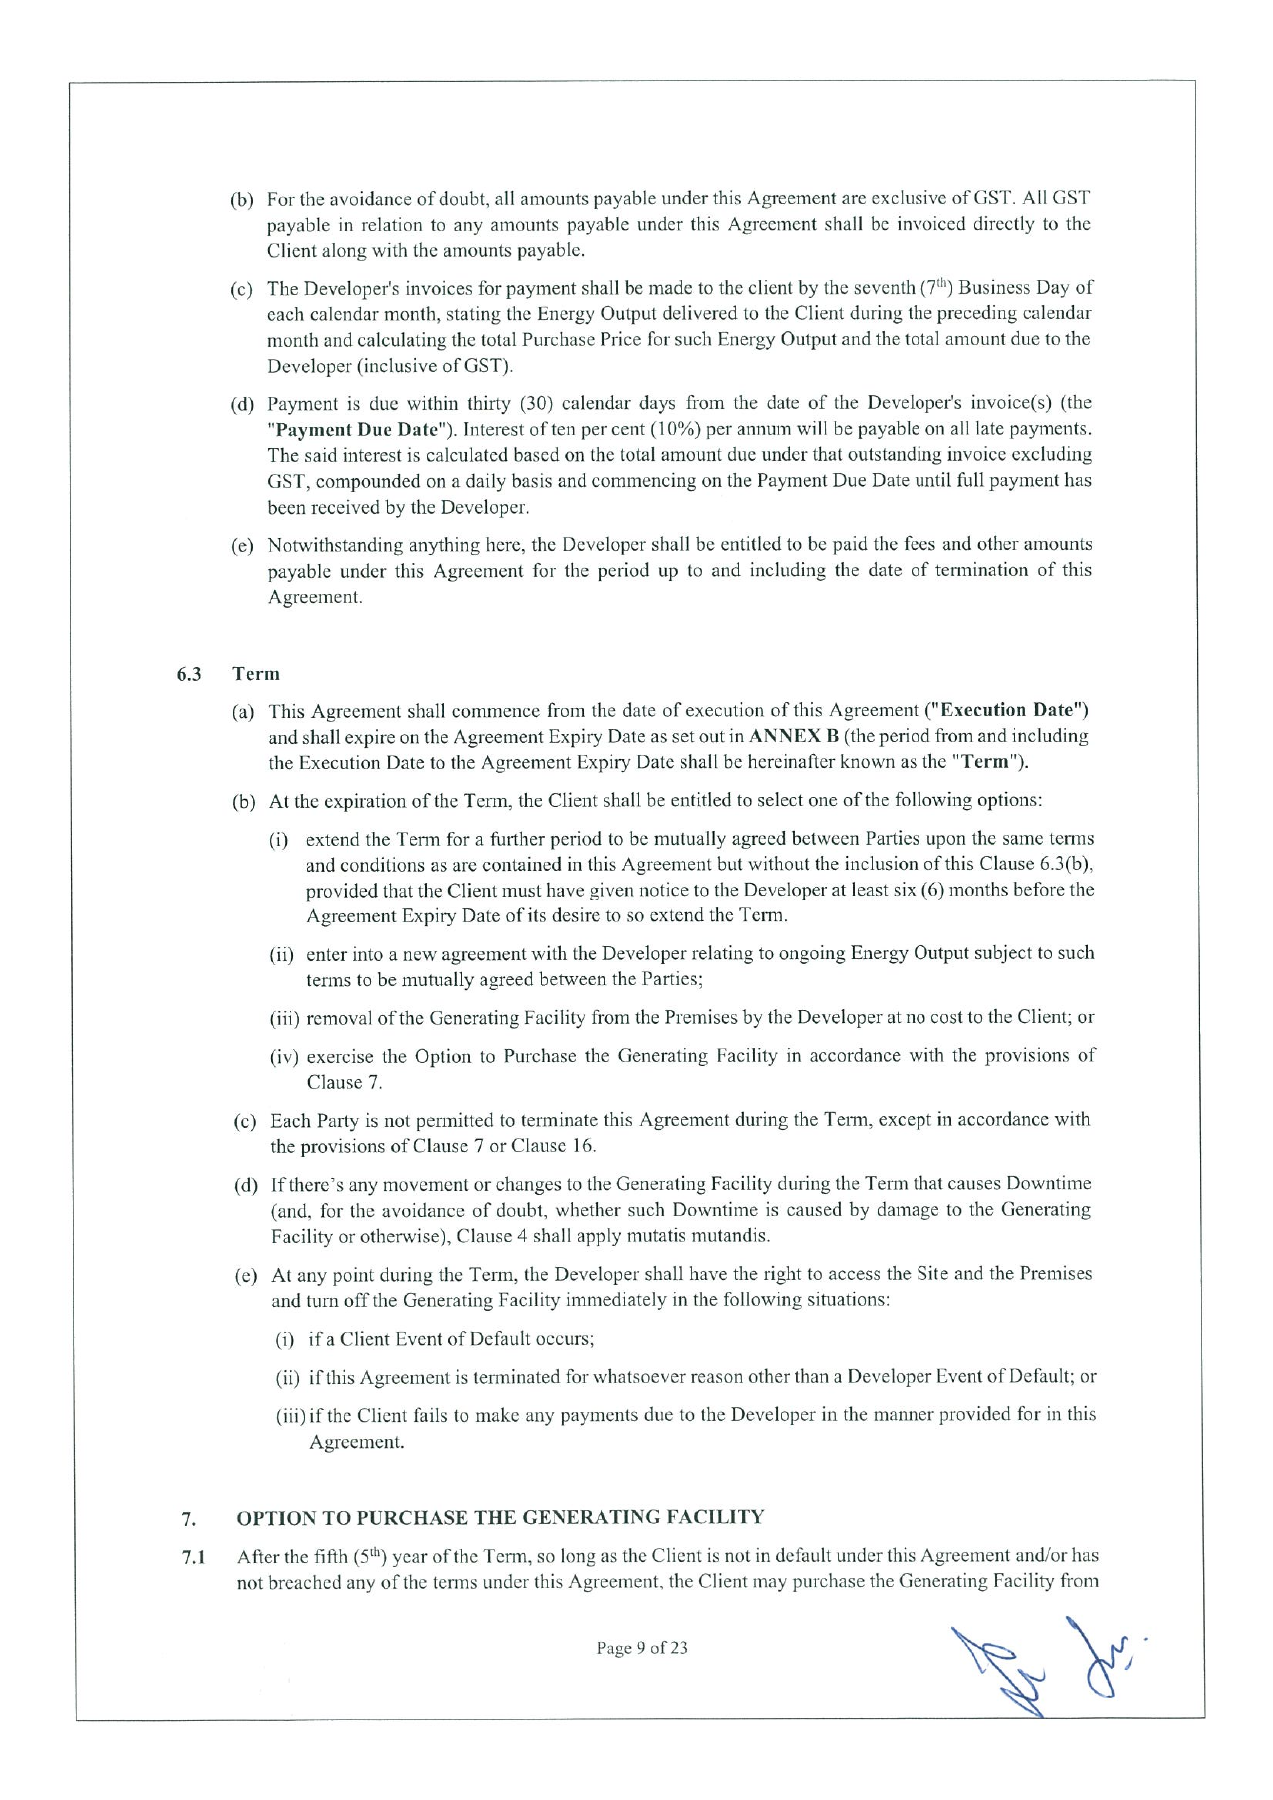 (b) For the avoidance of doubt, all amounts payable under this Agreement are exclusive of GST. All GST
payable in relation to any amounts payable under this Agreement shall be invoiced directly to the
Client along with the amounts payable.
(c) The Developer's invoices for payment shall be made to the client by the seventh (7th) Business Day of
each calendar month, stating the Energy Output delivered to the Client during the preceding calendar
month and calculating the total Purchase Price for such Energy Output and the total amount due to the
Developer (inclusive of GST).
(d) Payment is due within thirty (30) calendar days from the date of the Developer's invoice(s) (the
"Payment Due Date"). Interest of ten per cent (10%) per annum will be payable on all late payments.
The said interest is calculated based on the total amount due under that outstanding invoice excluding
GST, compounded on a daily basis and commencing on the Payment Due Date until full payment has
been received by the Developer.
(e) Notwithstanding anything here, the Developer shall be entitled to be paid the fees and other amounts
payable under this Agreement for the period up to and including the date of termination of this
Agreement.
6.3 Term
(a) This Agreement shall commence from the date of execution of this Agreement ("Execution Date")
and shall expire on the Agreement Expiry Date as set out in ANNEX B (the period from and including
the Execution Date to the Agreement Expiry Date shall be hereinafter known as the "Term").
(b) At the expiration of the Term, the Client shall be entitled to select one of the following options:
(i) extend the Term for a further period to be mutually agreed between Parties upon the same terms
and conditions as are contained in this Agreement but without the inclusion of this Clause 6.3(b),
provided that the Client must have given notice to the Developer at least six (6) months before the
Agreement Expiry Date of its desire to so extend the Term.
(ii) enter into a new agreement with the Developer relating to ongoing Energy Output subject to such
terms to be mutually agreed between the Parties;
(iii) removal of the Generating Facility from the Premises by the Developer at no cost to the Client; or
(iv) exercise the Option to Purchase the Generating Facility in accordance with the provisions of
Clause 7.
(c) Each Party is not permitted to terminate this Agreement during the Term, except in accordance with
the provisions of Clause 7 or Clause 16.
(d) If there's any movement or changes to the Generating Facility during the Term that causes Downtime
(and, for the avoidance of doubt, whether such Downtime is caused by damage to the Generating
Facility or otherwise), Clause 4 shall apply mutatis mutandis.
(e) At any point during the Term, the Developer shall have the right to access the Site and the Premises
and turn off the Generating Facility immediately in the following situations:
(i) if a Client Event of Default occurs;
(ii) if this Agreement is terminated for whatsoever reason other than a Developer Event of Default; or
(iii) if the Client fails to make any payments due to the Developer in the manner provided for in this
Agreement.
7. OPTION TO PURCHASE THE GENERATING FACILITY
7.1 After the fifth (5th) year of the Term, so long as the Client is not in default under this Agreement and/or has
not breached any of the terms under this Agreement, the Client may purchase the Generating Facility from
Page 9 of 23